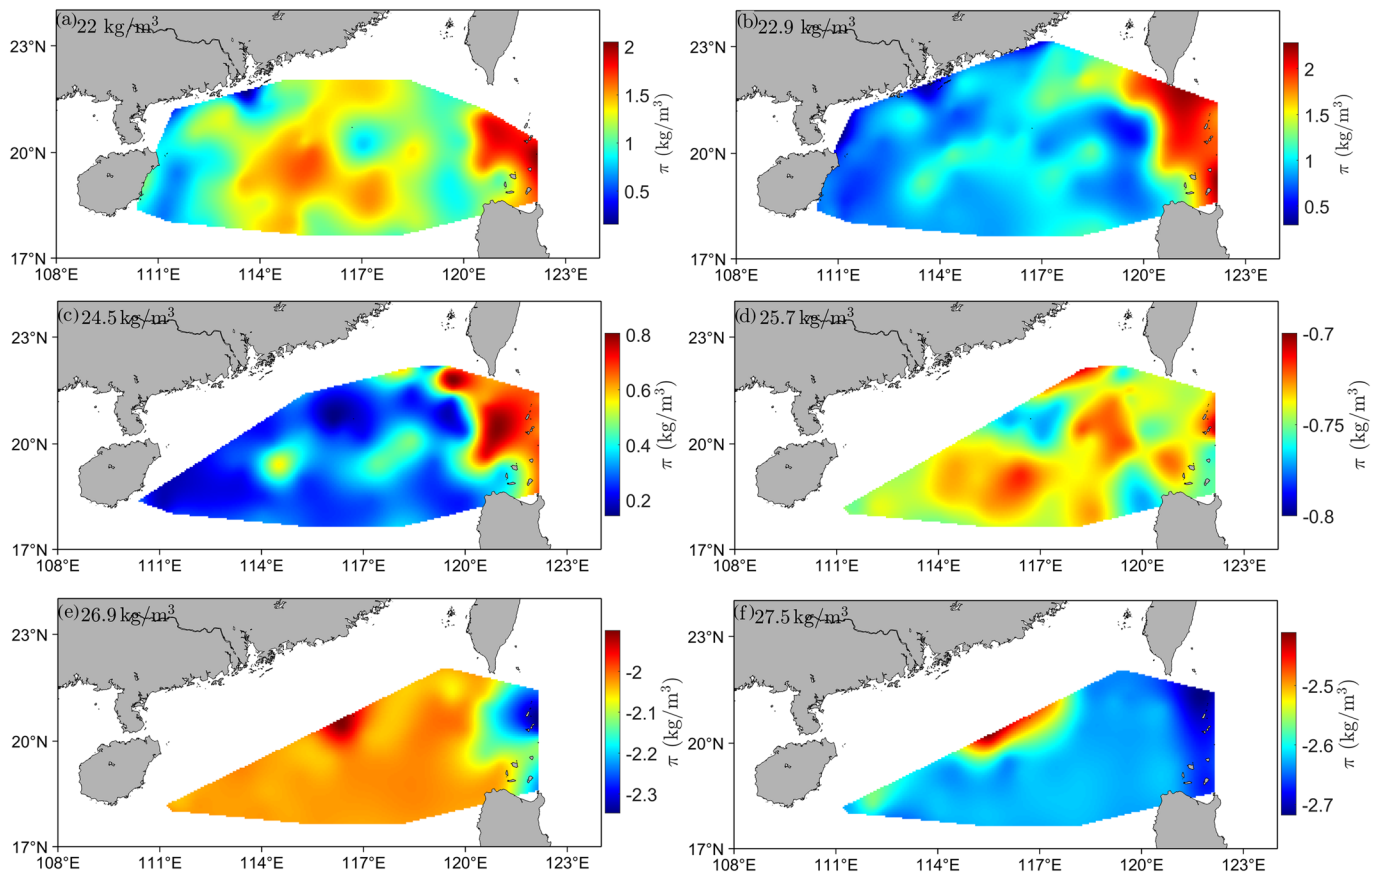 (a) 22 kg/m³
23°N
20°N
17°N
108°E 111°E 114°E 117°E 120°E 123°E
2
1.5
1
0.5
π (kg/m³)
(b) 22.9 kg/m³
23°N
20°N
17°N
108°E 111°E 114°E 117°E 120°E 123°E
2
1.5
1
0.5
π (kg/m³)
(c) 24.5 kg/m³
23°N
20°N
17°N
108°E 111°E 114°E 117°E 120°E 123°E
0.8
0.6
0.4
0.2
π (kg/m³)
(d) 25.7 kg/m³
23°N
20°N
17°N
108°E 111°E 114°E 117°E 120°E 123°E
-0.7
-0.75
-0.8
π (kg/m³)
(e) 26.9 kg/m³
23°N
20°N
17°N
108°E 111°E 114°E 117°E 120°E 123°E
-2
-2.1
-2.2
-2.3
π (kg/m³)
(f) 27.5 kg/m³
23°N
20°N
17°N
108°E 111°E 114°E 117°E 120°E 123°E
-2.5
-2.6
-2.7
π (kg/m³)